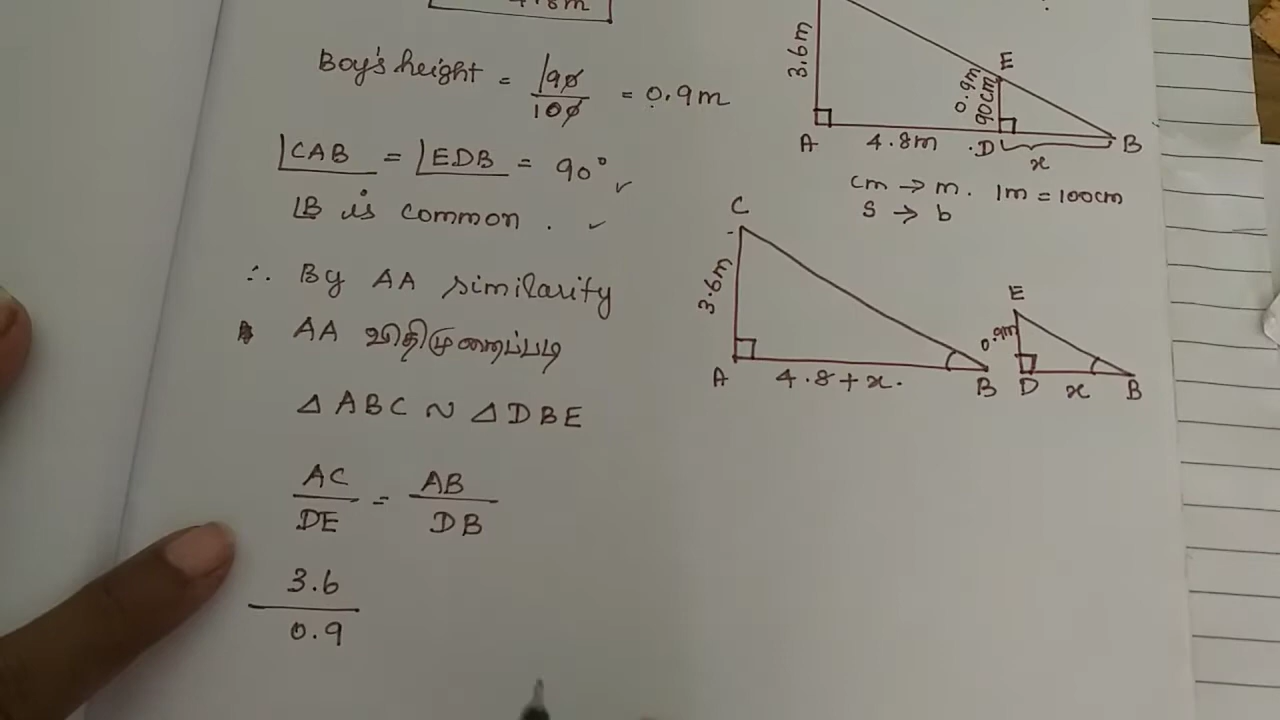 4.8m
Boy's height = 90/100 = 0.9m
∠CAB = ∠EDB = 90° ✓
∠B is common. ✓
∴ By AA similarity
AA விதிமுறைப்படி
△ABC ~ △DBE
AC/DE = AB/DB
3.6/0.9
3.6m
E
0.9m
90cm
A
4.8m
D
x
B
cm → m. 1m = 100cm
S → b
C
3.6m
A
4.8+x.
B
E
0.9m
D
x
B